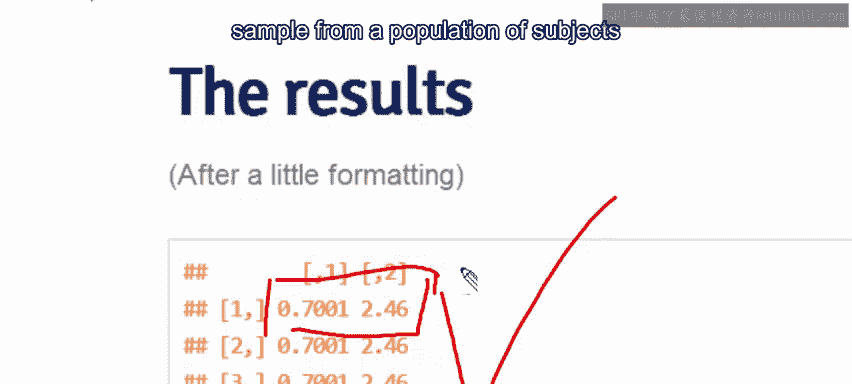 sample from a population of subjects
The results
(After a little formatting)
## [,1] [,2]
## [1,] 0.7001 2.46
## [2,] 0.7001 2.46